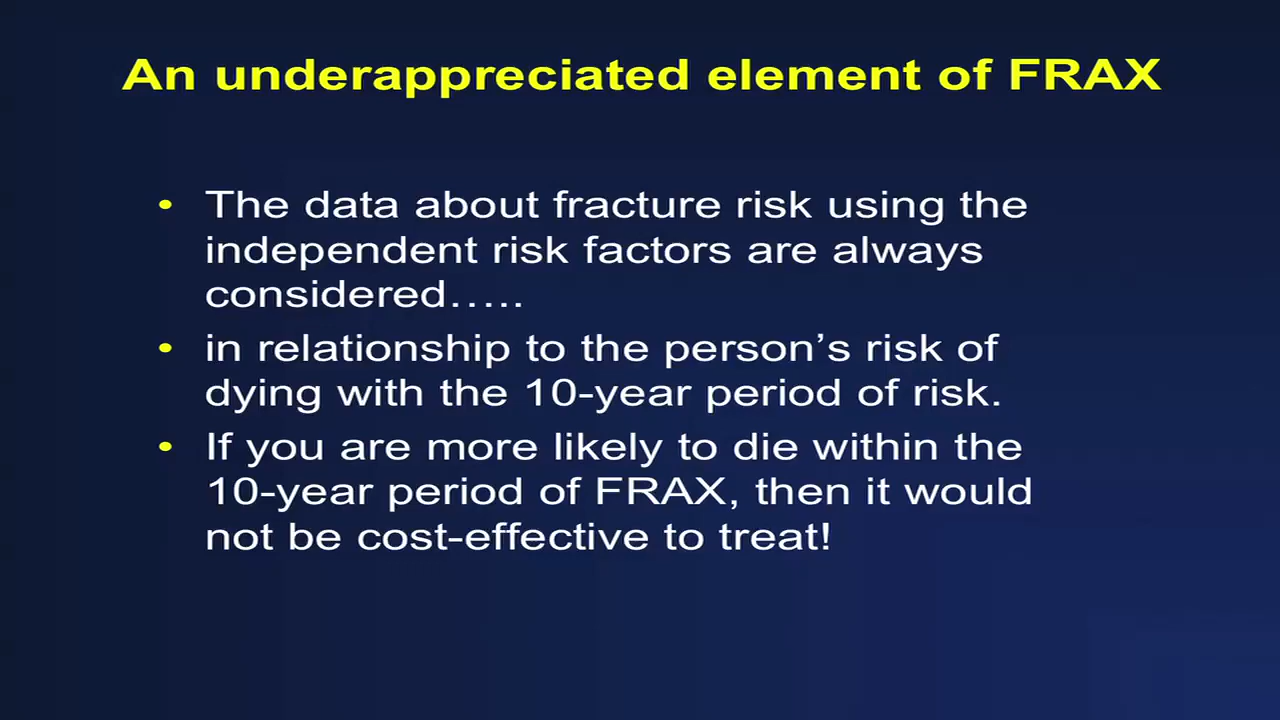 An underappreciated element of FRAX
• The data about fracture risk using the
independent risk factors are always
considered…..
• in relationship to the person’s risk of
dying with the 10-year period of risk.
• If you are more likely to die within the
10-year period of FRAX, then it would
not be cost-effective to treat!